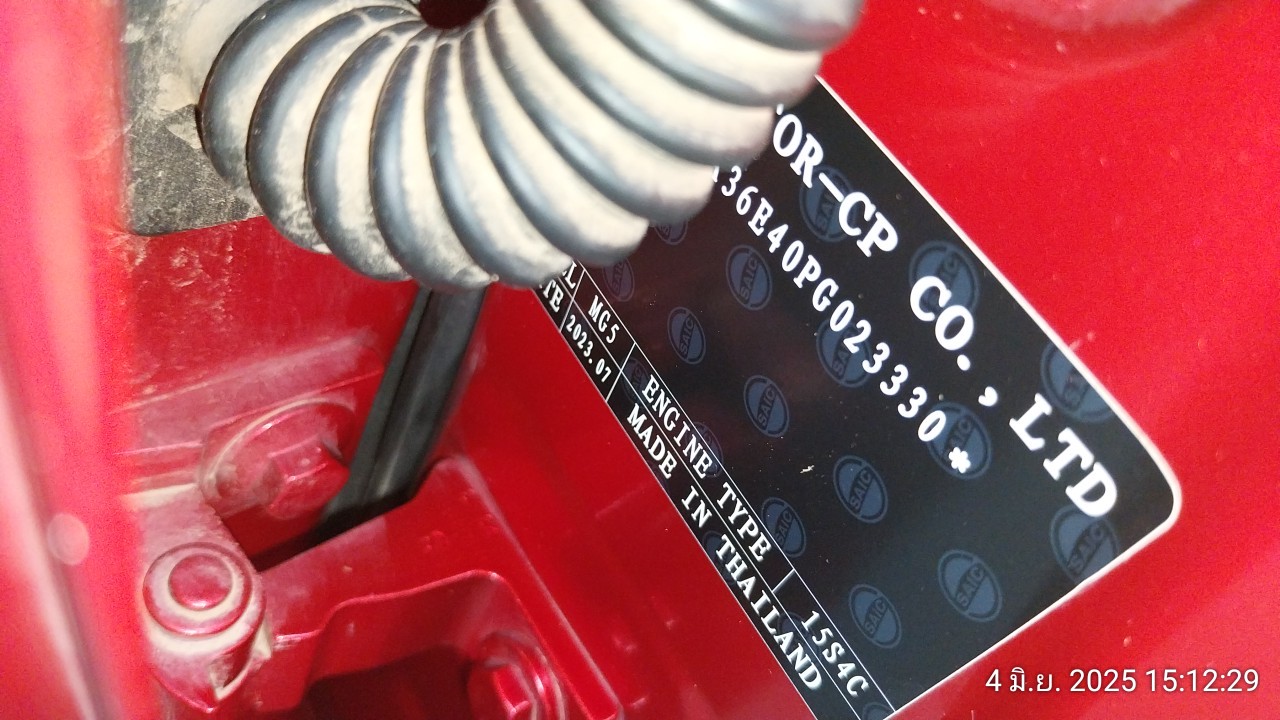 OR-CP CO., LTD
36E40PG023330*
MG5 ENGINE TYPE 15S4C
2023.07 MADE IN THAILAND
SAIC
4 มิ.ย. 2025 15:12:29